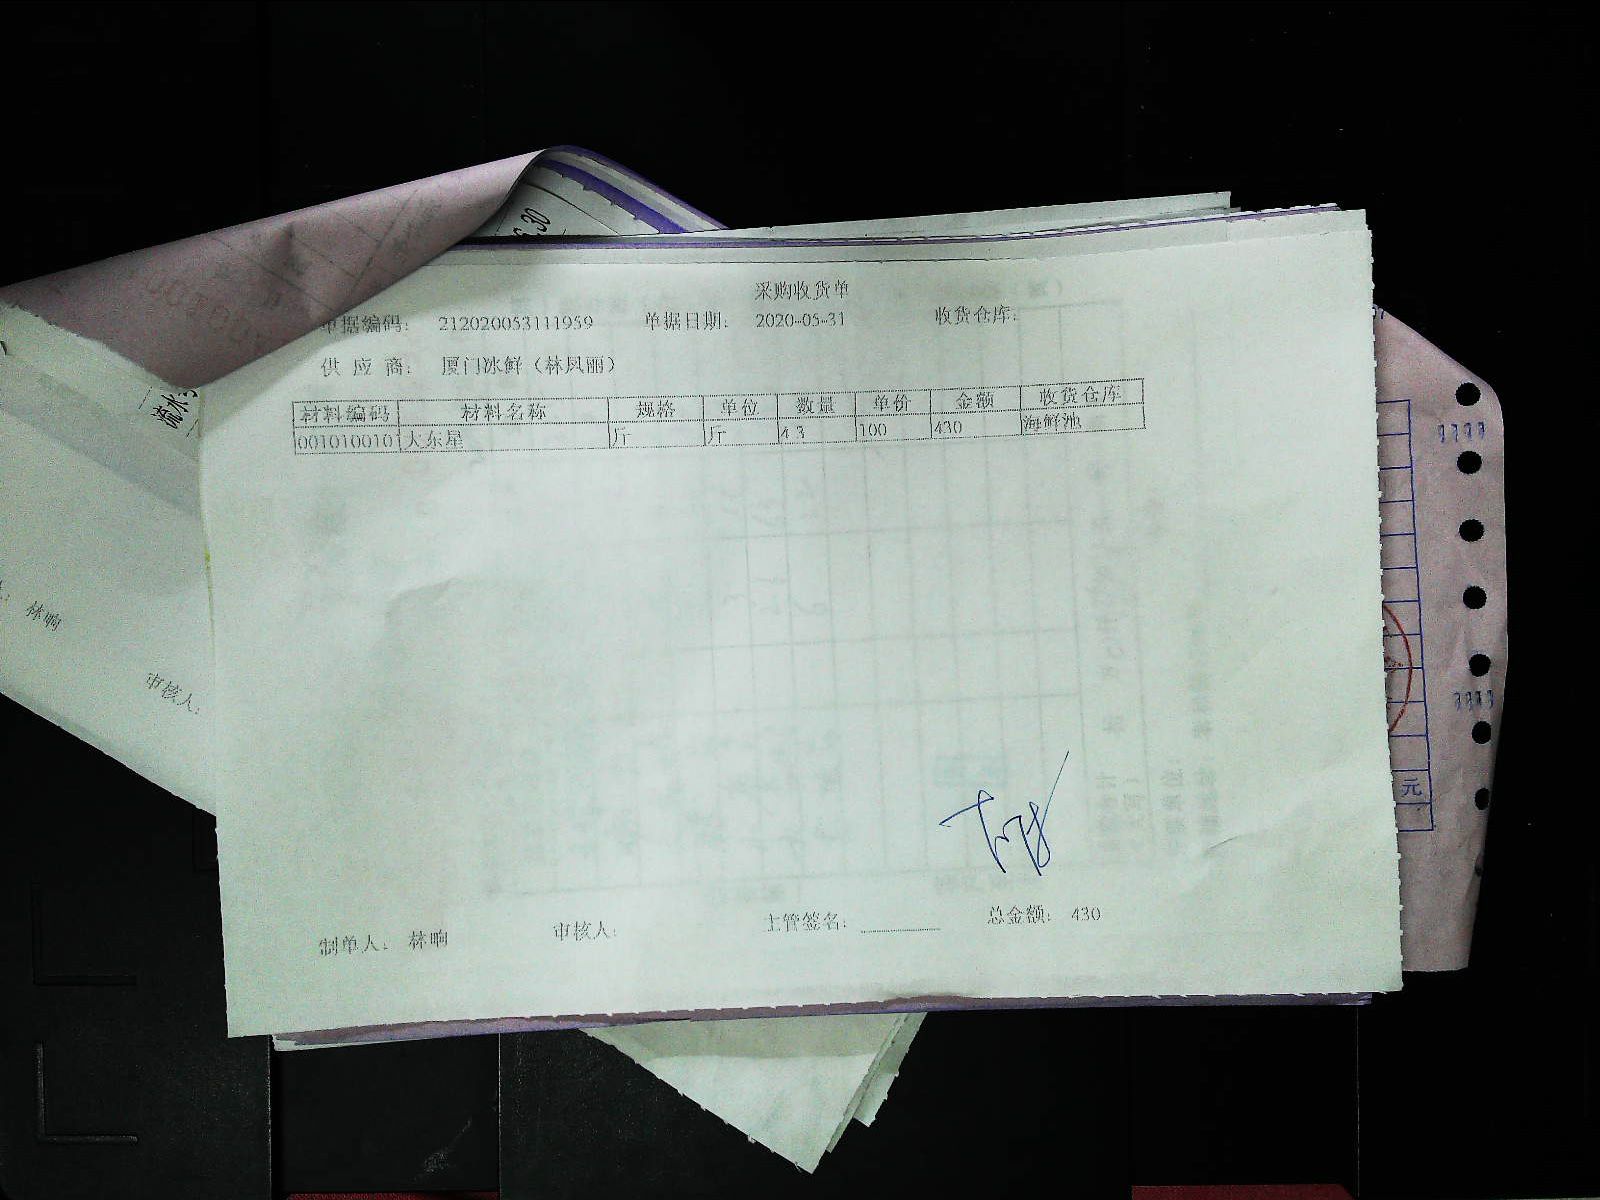 采购收货单
单据编码： 212020053111959 单据日期： 2020-05-31 收货仓库：
供 应 商： 厦门冰鲜（林凤丽）
材料编码 材料名称 规格 单位 数量 单价 金额 收货仓库
0010100101 大东星 斤 斤 4.3 100 430 海鲜池
制单人： 林响 审核人： 主管签名： 总金额： 430
林响
审核人：
元